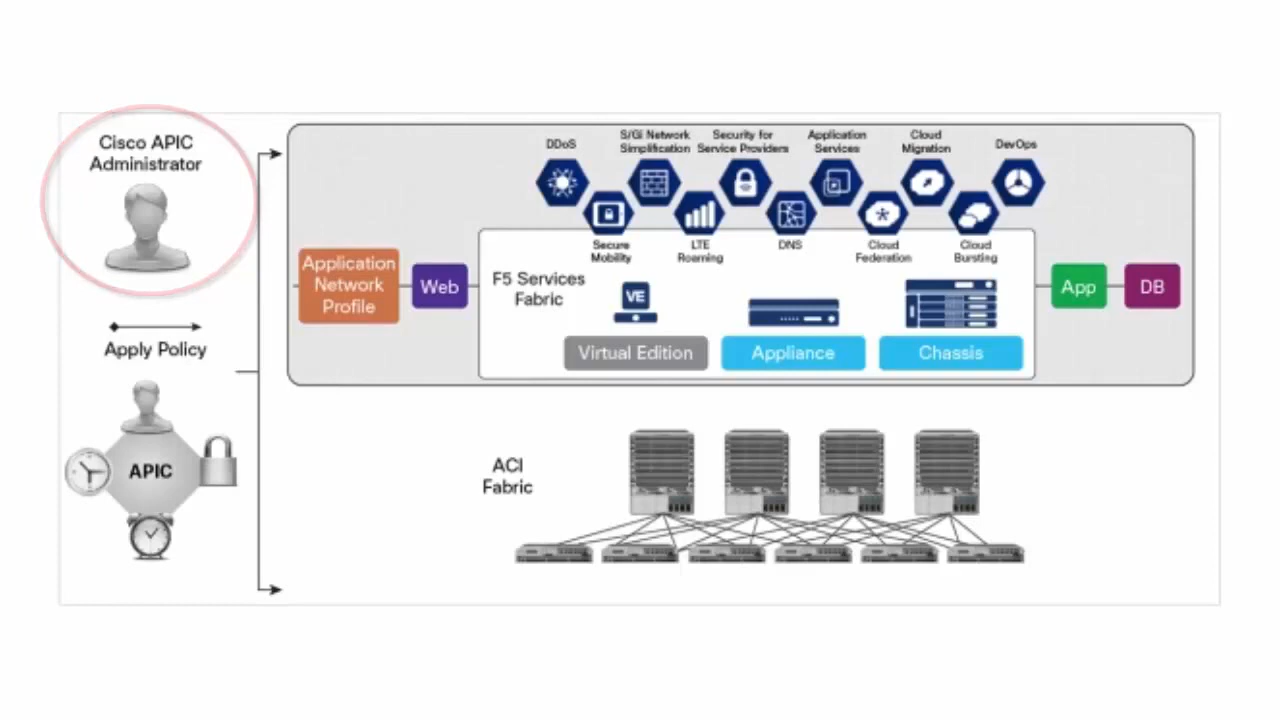 Cisco APIC
Administrator
Apply Policy
APIC
DDoS
S/Gi Network
Simplification
Security for
Service Providers
Application
Services
Cloud
Migration
DevOps
Secure
Mobility
LTE
Roaming
DNS
Cloud
Federation
Cloud
Bursting
Application
Network
Profile
Web
F5 Services
Fabric
VE
Virtual Edition
Appliance
Chassis
App
DB
ACI
Fabric